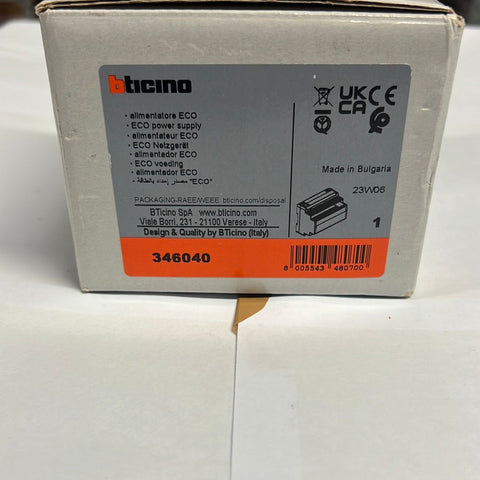 bticino
· alimentatore ECO
· ECO power supply
· alimentateur ECO
· ECO Netzgerät
· alimentador ECO
· ECO voeding
· alimentador ECO
· مصدر إمداد بالطاقة "ECO"
PACKAGING-RAEE/WEEE: bticino.com/disposal
BTicino SpA www.bticino.com
Viale Borri, 231 - 21100 Varese - Italy
Design & Quality by BTicino (Italy)
UK
CA
CE
Made in Bulgaria
23W06
1
346040
8 005543 480700